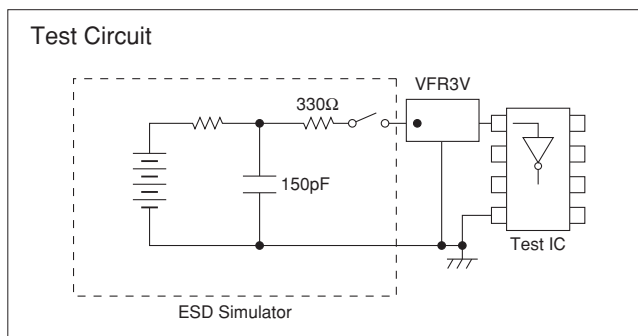 Test Circuit
330Ω
VFR3V
150pF
Test IC
ESD Simulator